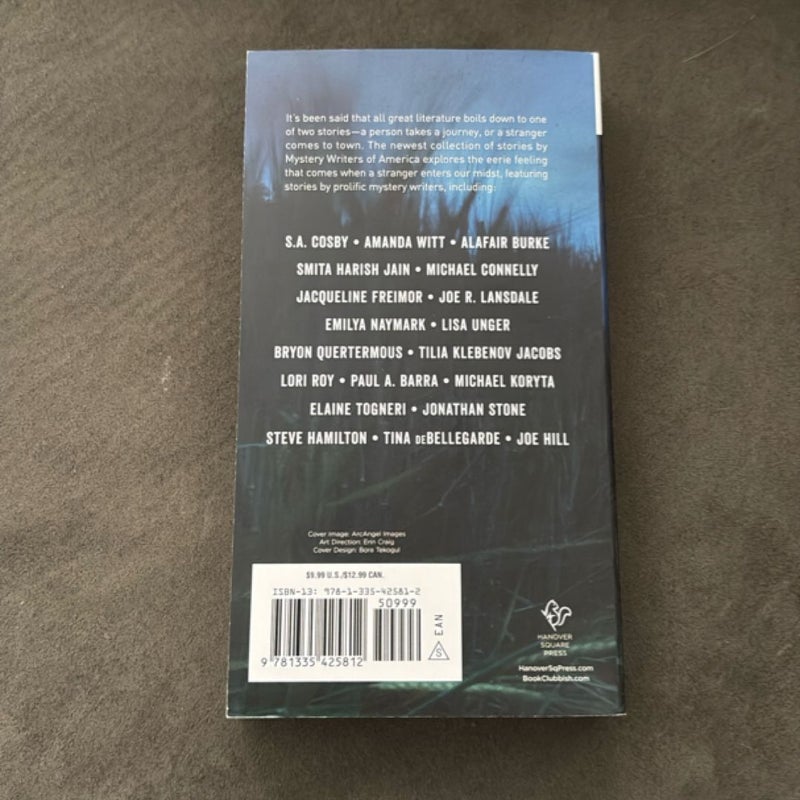 It's been said that all great literature boils down to one
of two stories—a person takes a journey, or a stranger
comes to town. The newest collection of stories by
Mystery Writers of America explores the eerie feeling
that comes when a stranger enters our midst, featuring
stories by prolific mystery writers, including:
S.A. COSBY • AMANDA WITT • ALAFAIR BURKE
SMITA HARISH JAIN • MICHAEL CONNELLY
JACQUELINE FREIMOR • JOE R. LANSDALE
EMILYA NAYMARK • LISA UNGER
BRYON QUERTERMOUS • TILIA KLEBENOV JACOBS
LORI ROY • PAUL A. BARRA • MICHAEL KORYTA
ELAINE TOGNERI • JONATHAN STONE
STEVE HAMILTON • TINA DEBELLEGARDE • JOE HILL
Cover Image: ArcAngel Images
Art Direction: Erin Craig
Cover Design: Bora Tekogul
$9.99 U.S./$12.99 CAN.
ISBN-13: 978-1-335-42581-2
50999
9 781335 425812
EAN
S
HANOVER
SQUARE
PRESS
HanoverSqPress.com
BookClubbish.com